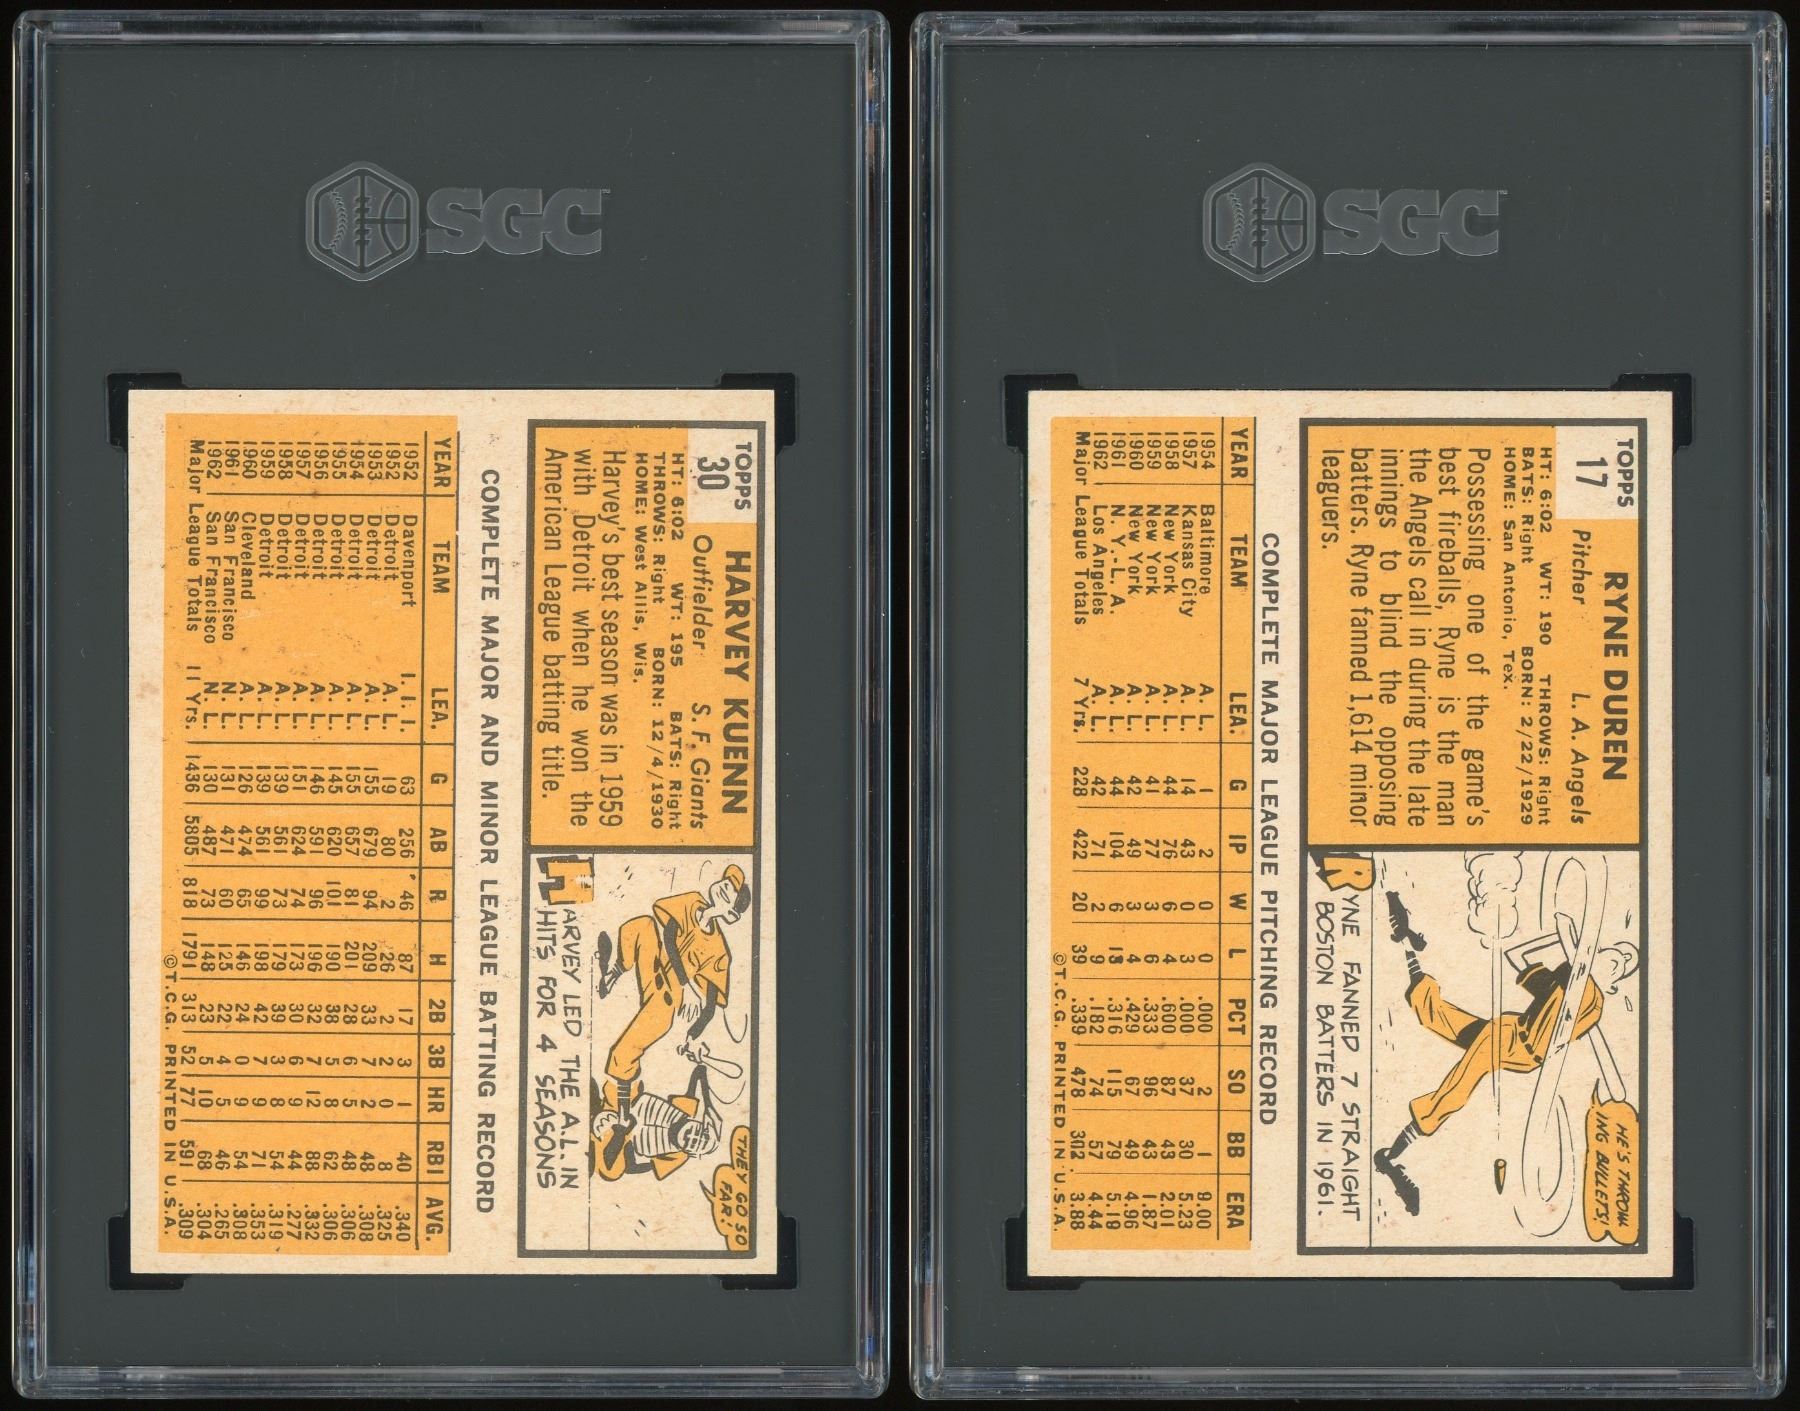 SGC
TOPPS
30
HARVEY KUENN
Outfielder S. F. Giants
HT: 6:02 WT: 195 BATS: Right
THROWS: Right BORN: 12/4/1930
HOME: West Allis, Wis.
Harvey's best season was in 1959
with Detroit when he won the
American League batting title.
THEY GO SO
FAR!
HARVEY LED THE A.L. IN
HITS FOR 4 SEASONS
COMPLETE MAJOR AND MINOR LEAGUE BATTING RECORD
YEAR TEAM LEA. G AB R H 2B 3B HR RBI AVG.
1952 Davenport I. I. I. 63 256 46 87 17 3 1 40 .340
1952 Detroit A. L. 19 80 2 26 2 2 0 8 .325
1953 Detroit A. L. 155 679 94 209 33 7 2 48 .308
1954 Detroit A. L. 155 657 81 201 28 6 5 48 .306
1955 Detroit A. L. 145 620 101 190 38 5 8 62 .306
1956 Detroit A. L. 146 591 96 196 32 7 12 88 .332
1957 Detroit A. L. 151 624 74 173 30 6 9 44 .277
1958 Detroit A. L. 139 561 73 179 39 3 8 54 .319
1959 Detroit A. L. 139 561 99 198 42 7 9 71 .353
1960 Cleveland A. L. 126 474 65 146 24 0 9 54 .308
1961 San Francisco N. L. 131 471 60 125 22 4 5 46 .265
1962 San Francisco N. L. 130 487 73 148 23 5 10 68 .304
Major League Totals 11 Yrs. 1436 5805 818 1791 313 52 77 591 .309
©T.C.G. PRINTED IN U.S.A.
SGC
TOPPS
17
RYNE DUREN
Pitcher L. A. Angels
HT: 6:02 WT: 190 THROWS: Right
BATS: Right BORN: 2/22/1929
HOME: San Antonio, Tex.
Possessing one of the game's
best fireballs, Ryne is the man
the Angels call in during the late
innings to blind the opposing
batters. Ryne fanned 1,614 minor
leaguers.
HE'S THROW-
ING BULLETS!
RYNE FANNED 7 STRAIGHT
BOSTON BATTERS IN 1961.
COMPLETE MAJOR LEAGUE PITCHING RECORD
YEAR TEAM LEA. G IP W L PCT SO BB ERA
1954 Baltimore A. L. 1 2 0 0 .000 2 1 9.00
1957 Kansas City A. L. 14 43 0 3 .000 37 30 5.23
1958 New York A. L. 44 76 6 4 .600 87 43 2.01
1959 New York A. L. 41 77 3 6 .333 96 43 1.87
1960 New York A. L. 42 49 3 4 .429 67 49 4.96
1961 N. Y.-L. A. A. L. 44 104 6 13 .316 115 79 5.19
1962 Los Angeles A. L. 42 71 2 9 .182 74 57 4.44
Major League Totals 7 Yrs. 228 422 20 39 .339 478 302 3.88
©T.C.G. PRINTED IN U.S.A.